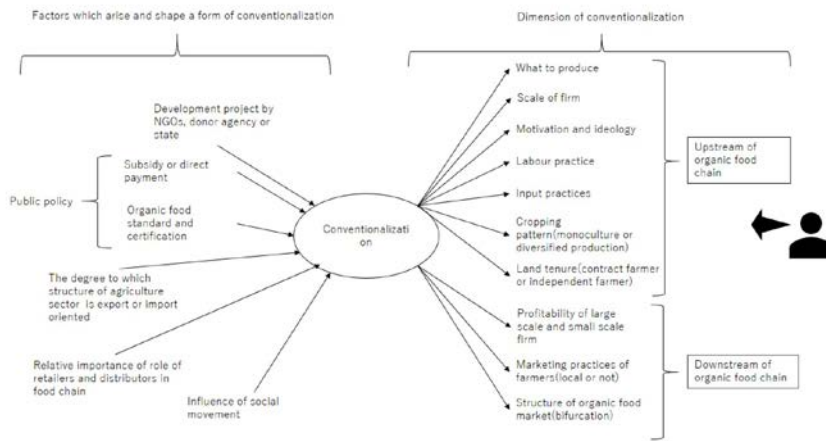 Factors which arise and shape a form of conventionalization
Development project by
NGOs, donor agency or
state
Public policy
Subsidy or direct
payment
Organic food
standard and
certification
The degree to which
structure of agriculture
sector is export or import
oriented
Relative importance of role of
retailers and distributors in
food chain
Influence of social
movement
Conventionalizati
on
Dimension of conventionalization
What to produce
Scale of firm
Motivation and ideology
Labour practice
Input practices
Cropping
pattern(monoculture or
diversified production)
Land tenure(contract farmer
or independent farmer)
Upstream of
organic food
chain
Profitability of large
scale and small scale
firm
Marketing practices of
farmers(local or not)
Structure of organic food
market(bifurcation)
Downstream of
organic food chain